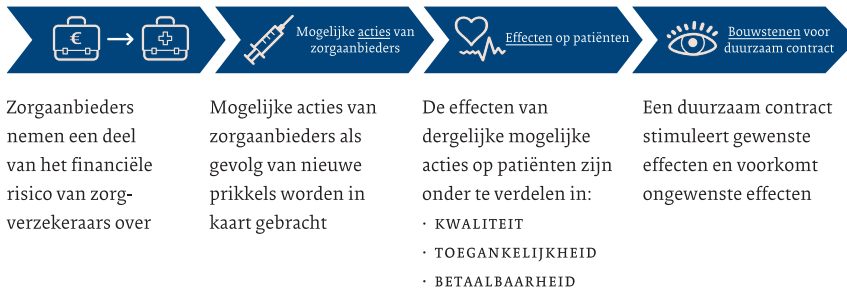 €
Mogelijke acties van
zorgaanbieders
Effecten op patiënten
Bouwstenen voor
duurzaam contract
Zorgaanbieders
nemen een deel
van het financiële
risico van zorg-
verzekeraars over
Mogelijke acties van
zorgaanbieders als
gevolg van nieuwe
prikkels worden in
kaart gebracht
De effecten van
dergelijke mogelijke
acties op patiënten zijn
onder te verdelen in:
· KWALITEIT
· TOEGANKELIJKHEID
· BETAALBAARHEID
Een duurzaam contract
stimuleert gewenste
effecten en voorkomt
ongewenste effecten